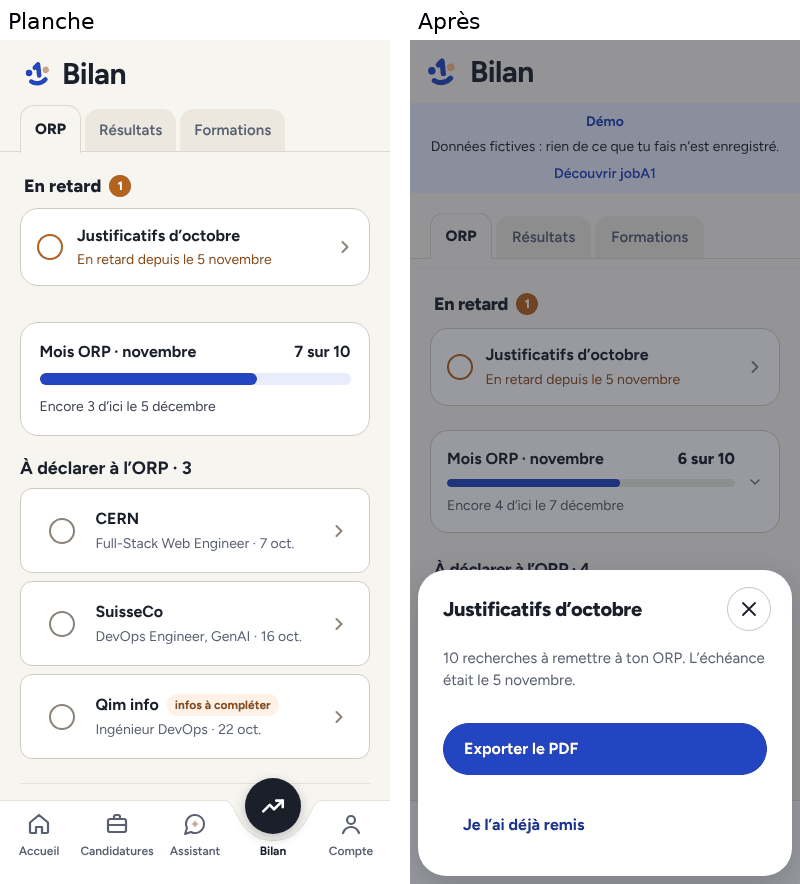 Planche
Bilan
ORP
Résultats
Formations
En retard 1
Justificatifs d’octobre
En retard depuis le 5 novembre
Mois ORP · novembre
7 sur 10
Encore 3 d’ici le 5 décembre
À déclarer à l’ORP · 3
CERN
Full-Stack Web Engineer · 7 oct.
SuisseCo
DevOps Engineer, GenAI · 16 oct.
Qim info infos à compléter
Ingénieur DevOps · 22 oct.
Accueil
Candidatures
Assistant
Bilan
Compte
Après
Bilan
Démo
Données fictives : rien de ce que tu fais n’est enregistré.
Découvrir jobA1
ORP
Résultats
Formations
En retard 1
Justificatifs d’octobre
En retard depuis le 5 novembre
Mois ORP · novembre
6 sur 10
Encore 4 d’ici le 7 décembre
À déclarer à l’ORP · 4
Justificatifs d’octobre
10 recherches à remettre à ton ORP. L’échéance
était le 5 novembre.
Exporter le PDF
Je l’ai déjà remis